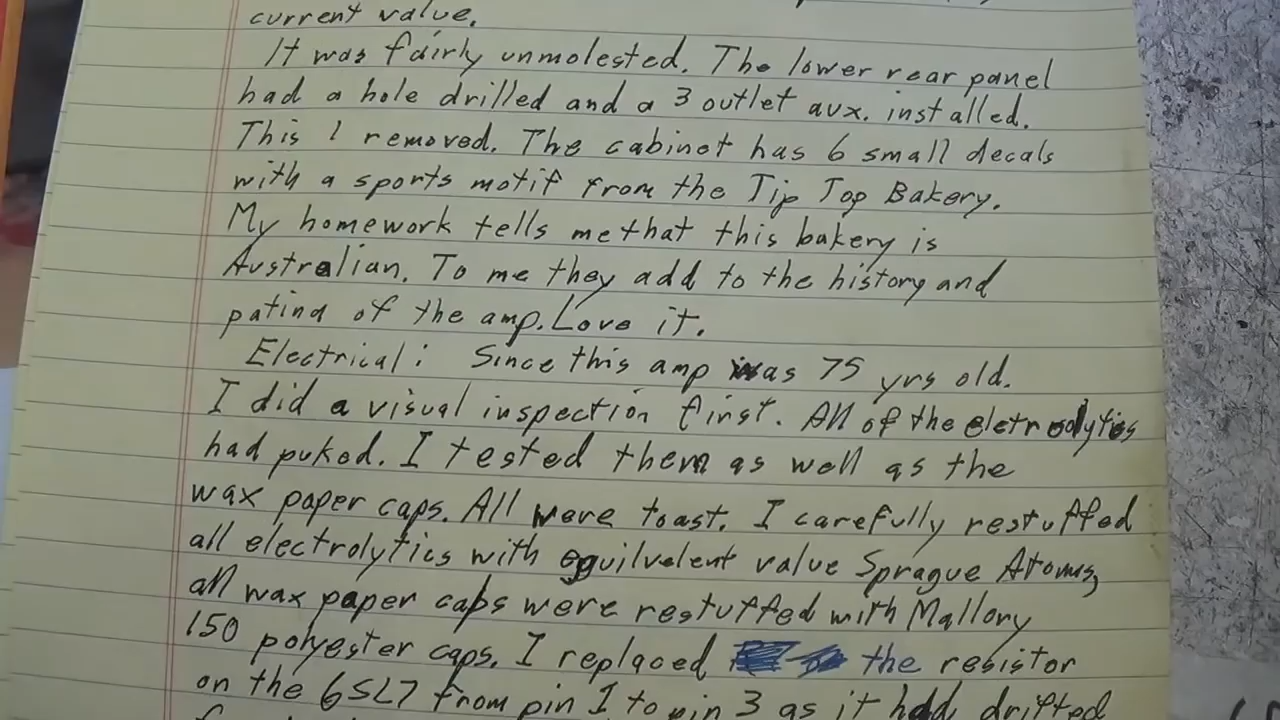 current value.
It was fairly unmolested. The lower rear panel
had a hole drilled and a 3 outlet aux. installed.
This I removed. The cabinet has 6 small decals
with a sports motif from the Tip Top Bakery.
My homework tells me that this bakery is
Australian. To me they add to the history and
patina of the amp. Love it.
Electrical: Since this amp was 75 yrs old.
I did a visual inspection first. All of the eletrolytics
had puked. I tested them as well as the
wax paper caps. All were toast. I carefully restuffed
all electrolytics with equilvelent value Sprague Atoms,
all wax paper caps were restuffed with Mallory
150 polyester caps. I replaced the resistor
on the 6SL7 from pin 1 to pin 3 as it had drifted